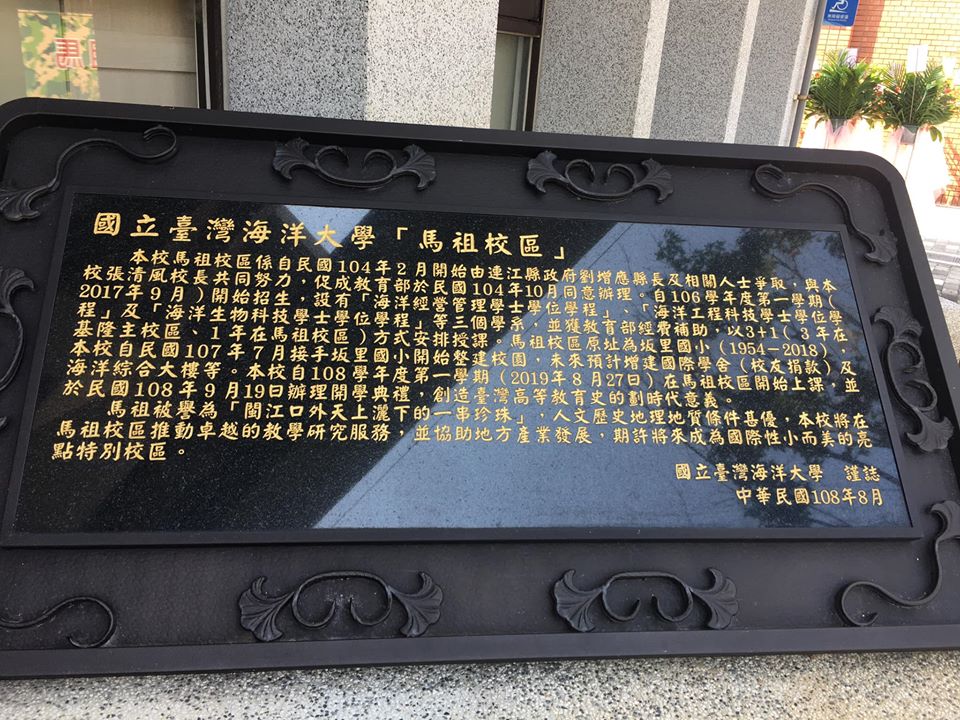 國立臺灣海洋大學「馬祖校區」
本校馬祖校區係自民國104年2月開始由連江縣政府劉增應縣長及相關人士爭取，與本
校張清風校長共同努力，促成教育部於民國104年10月同意辦理。自106學年度第一學期（
2017年9月）開始招生，設有「海洋經營管理學士學位學程」、「海洋工程科技學士學位學
程」及「海洋生物科技學士學位學程」等三個學系，並獲教育部經費補助，以3+1（3年在
基隆主校區、1年在馬祖校區）方式安排授課。馬祖校區原址為坂里國小（1954－2018），
本校自民國107年7月接手坂里國小開始整建校園，未來預計增建國際學舍（校友捐款）及
海洋綜合大樓等。本校自108學年度第一學期（2019年8月27日）在馬祖校區開始上課，並
於民國108年9月19日辦理開學典禮，創造臺灣高等教育史的劃時代意義。
馬祖被譽為「閩江口外天上灑下的一串珍珠」，人文歷史地理地質條件甚優，本校將在
馬祖校區推動卓越的教學研究服務，並協助地方產業發展，期許將來成為國際性小而美的亮
點特別校區。
國立臺灣海洋大學　謹誌
中華民國108年8月